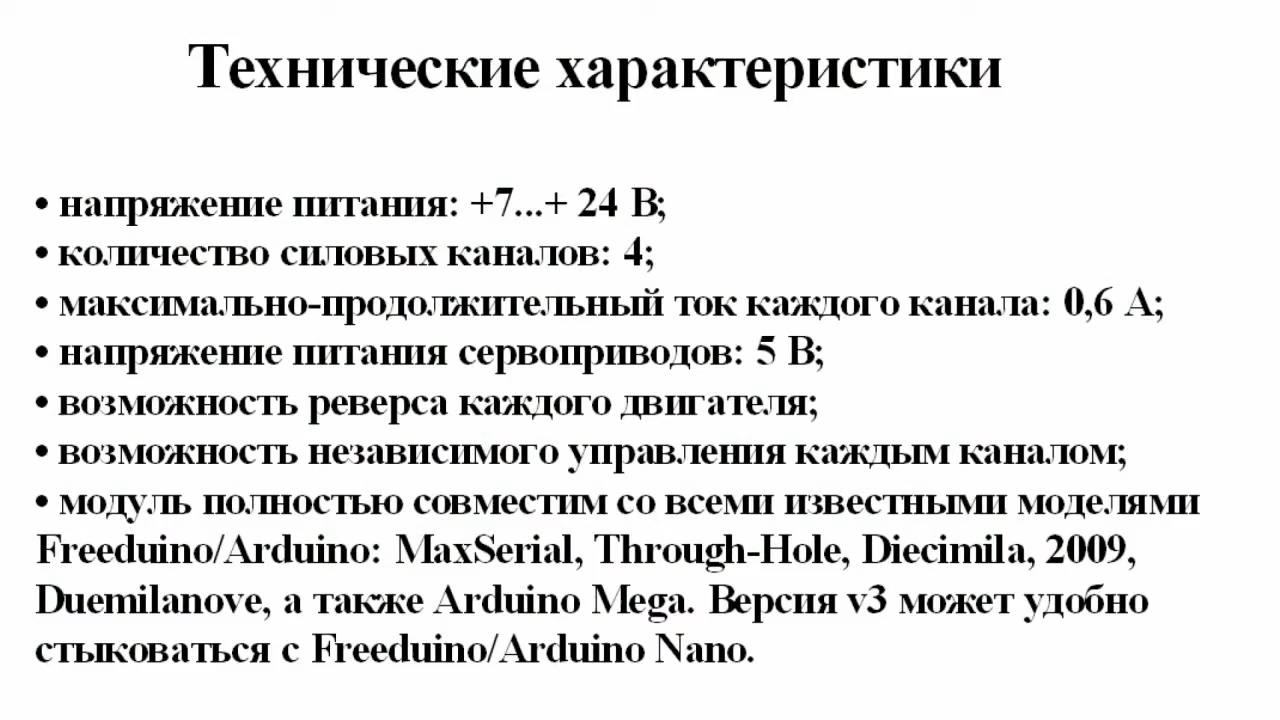 Технические характеристики
• напряжение питания: +7...+ 24 В;
• количество силовых каналов: 4;
• максимально-продолжительный ток каждого канала: 0,6 А;
• напряжение питания сервоприводов: 5 В;
• возможность реверса каждого двигателя;
• возможность независимого управления каждым каналом;
• модуль полностью совместим со всеми известными моделями
Freeduino/Arduino: MaxSerial, Through-Hole, Diecimila, 2009,
Duemilanove, а также Arduino Mega. Версия v3 может удобно
стыковаться с Freeduino/Arduino Nano.